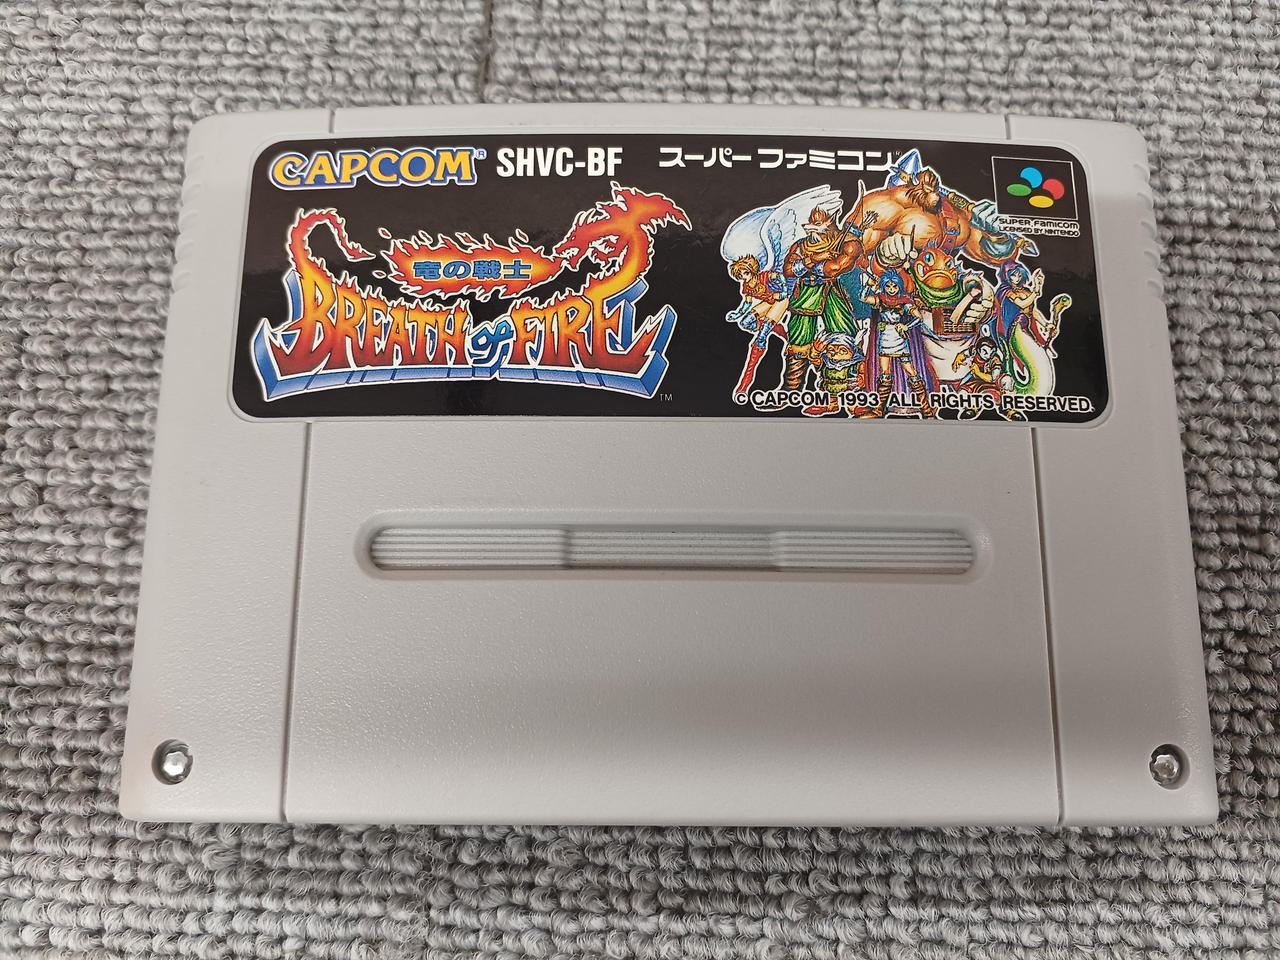 CAPCOM® SHVC-BF スーパーファミコン
竜の戦士
BREATH of FIRE
TM
SUPER FAMICOM
LICENSED BY NINTENDO
© CAPCOM 1993 ALL RIGHTS RESERVED.